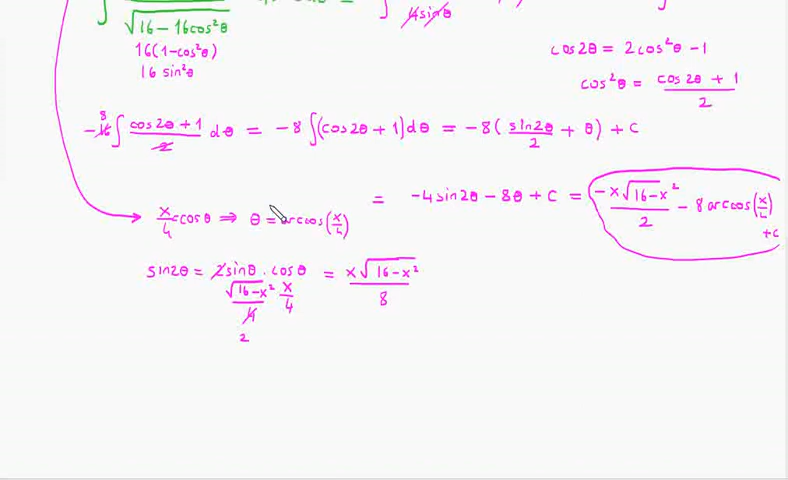 √16 − 16cos²θ
4sinθ
16(1−cos²θ)
16 sin²θ
cos2θ = 2cos²θ −1
cos²θ = (cos2θ + 1)/2
8
−16 ∫ (cos2θ+1)/2 dθ = −8 ∫(cos2θ + 1)dθ = −8( sin2θ/2 + θ) + c
= −4sin2θ − 8θ + c = −x√16−x²/2 − 8 arccos(x/4) +c
x/4 = cosθ ⇒ θ = arccos(x/4)
sin2θ = 2sinθ . cosθ = x√16−x²/8
√16−x²/4 x/4
2